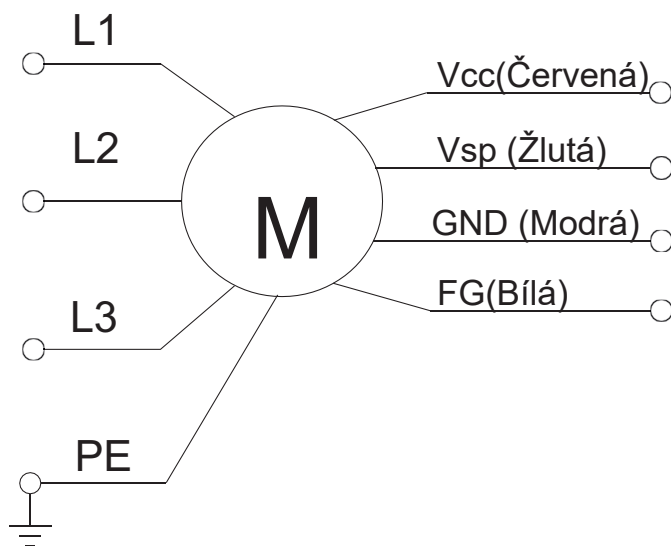 L1
L2
L3
PE
M
Vcc(Červená)
Vsp (Žlutá)
GND (Modrá)
FG(Bílá)